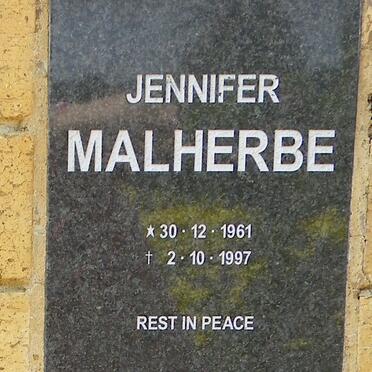 JENNIFER
MALHERBE
★ 30 · 12 · 1961
† 2 · 10 · 1997
REST IN PEACE